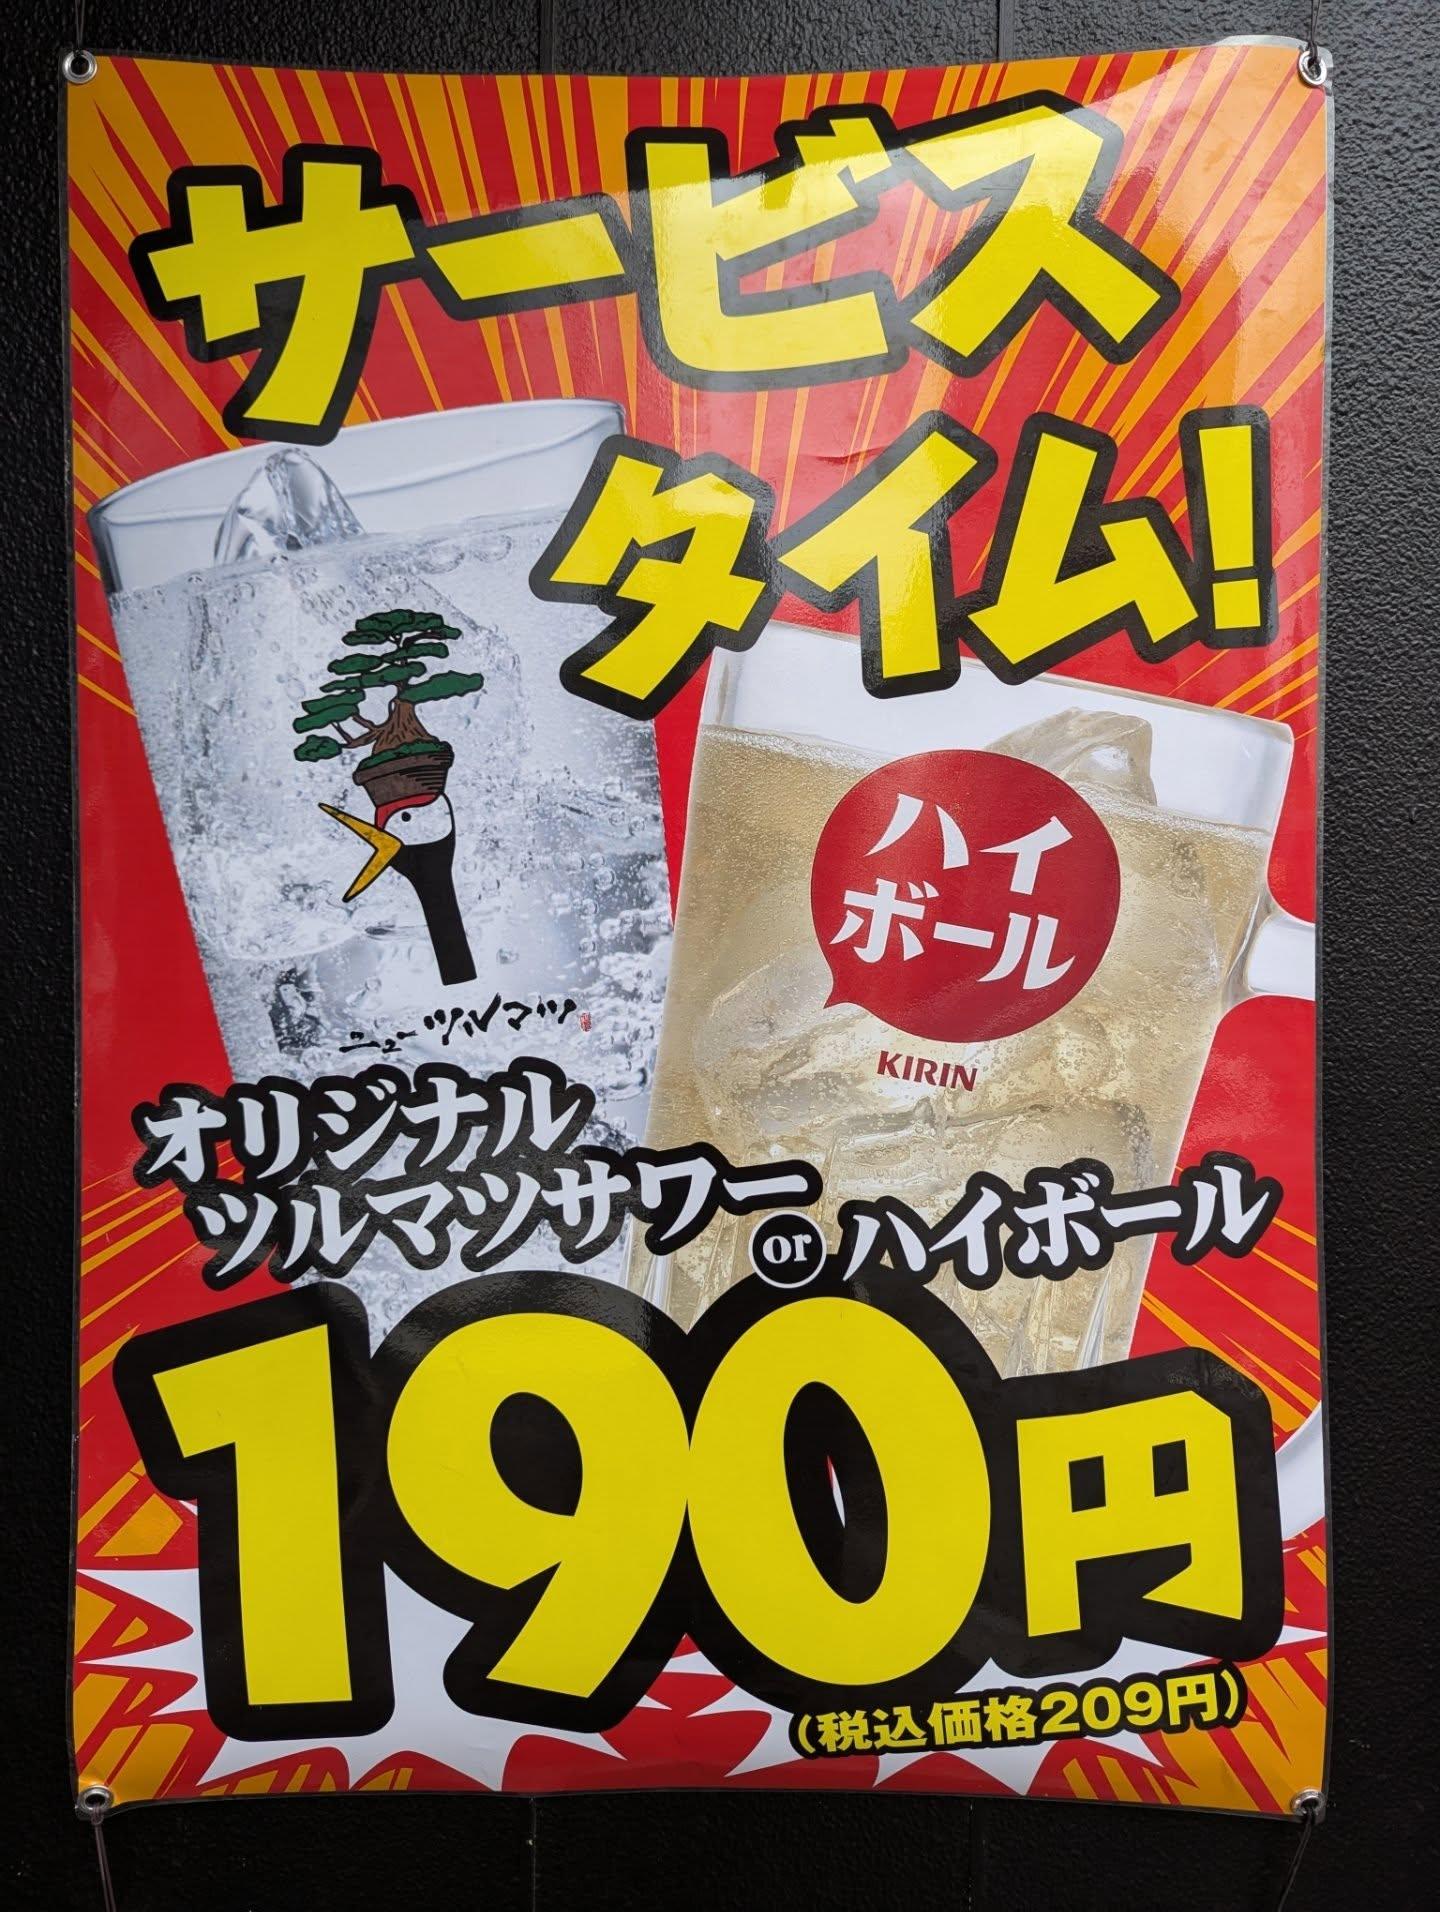 サービス
タイム!
ハイ
ボール
KIRIN
ニューツルマツ
オリジナル
ツルマツサワー or ハイボール
190円
(税込価格209円)